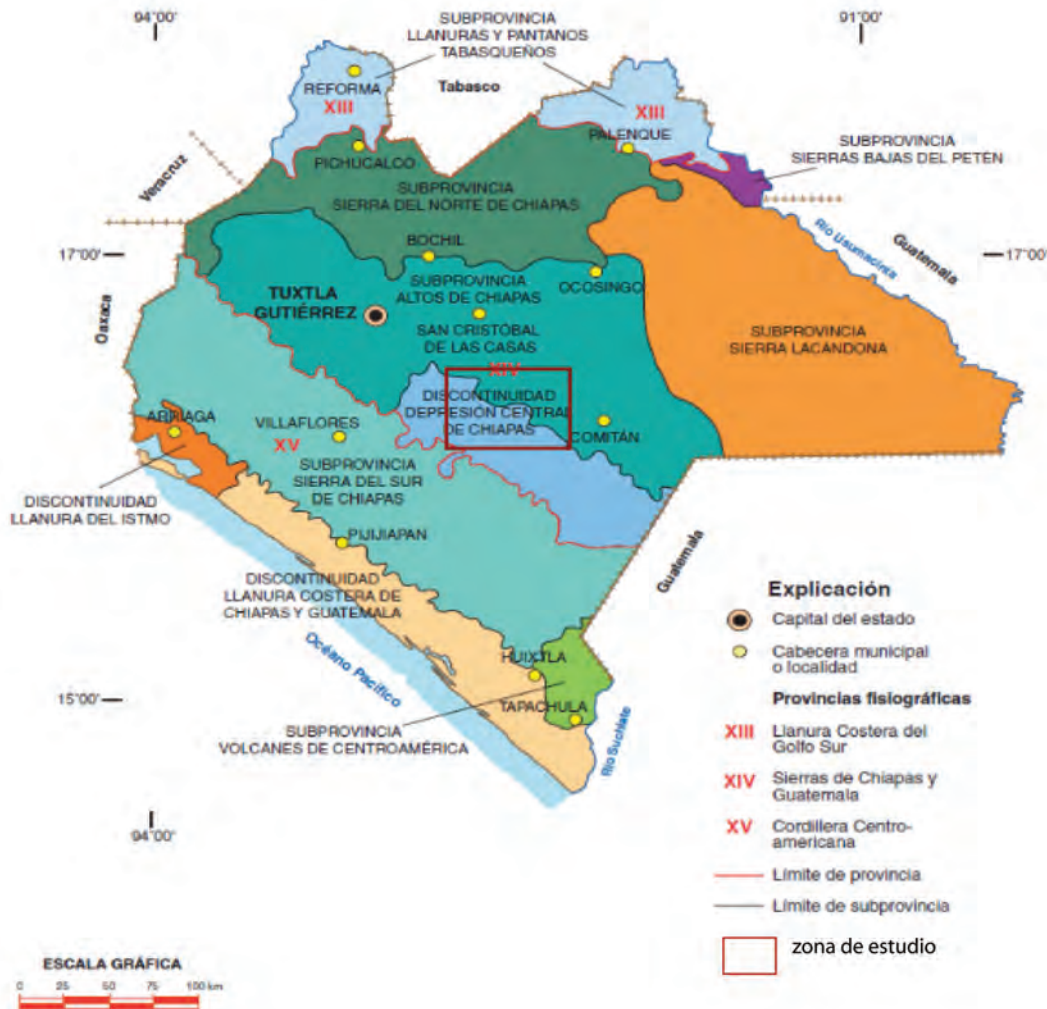 94°00'
91°00'
SUBPROVINCIA
LLANURAS Y PANTANOS
TABASQUEÑOS
REFORMA
XIII
Tabasco
XIII
PALENQUE
SUBPROVINCIA
SIERRAS BAJAS DEL PETÉN
PICHUCALCO
Veracruz
SUBPROVINCIA
SIERRA DEL NORTE DE CHIAPAS
Río Usumacinta
Guatemala
17°00'
17°00'
BOCHIL
OCOSINGO
SUBPROVINCIA
ALTOS DE CHIAPAS
Oaxaca
TUXTLA
GUTIÉRREZ
SAN CRISTÓBAL
DE LAS CASAS
SUBPROVINCIA
SIERRA LACANDONA
XIV
DISCONTINUIDAD
DEPRESIÓN CENTRAL
DE CHIAPAS
ARRIAGA
VILLAFLORES
COMITÁN
XV
SUBPROVINCIA
SIERRA DEL SUR
DE CHIAPAS
DISCONTINUIDAD
LLANURA DEL ISTMO
PIJIJIAPAN
Guatemala
DISCONTINUIDAD
LLANURA COSTERA DE
CHIAPAS Y GUATEMALA
Océano Pacífico
HUIXTLA
15°00'
TAPACHULA
Río Suchiate
SUBPROVINCIA
VOLCANES DE CENTROAMÉRICA
94°00'
Explicación
Capital del estado
Cabecera municipal
o localidad
Provincias fisiográficas
XIII Llanura Costera del
Golfo Sur
XIV Sierras de Chiapas y
Guatemala
XV Cordillera Centro-
americana
Límite de provincia
Límite de subprovincia
zona de estudio
ESCALA GRÁFICA
0 25 50 75 100 km